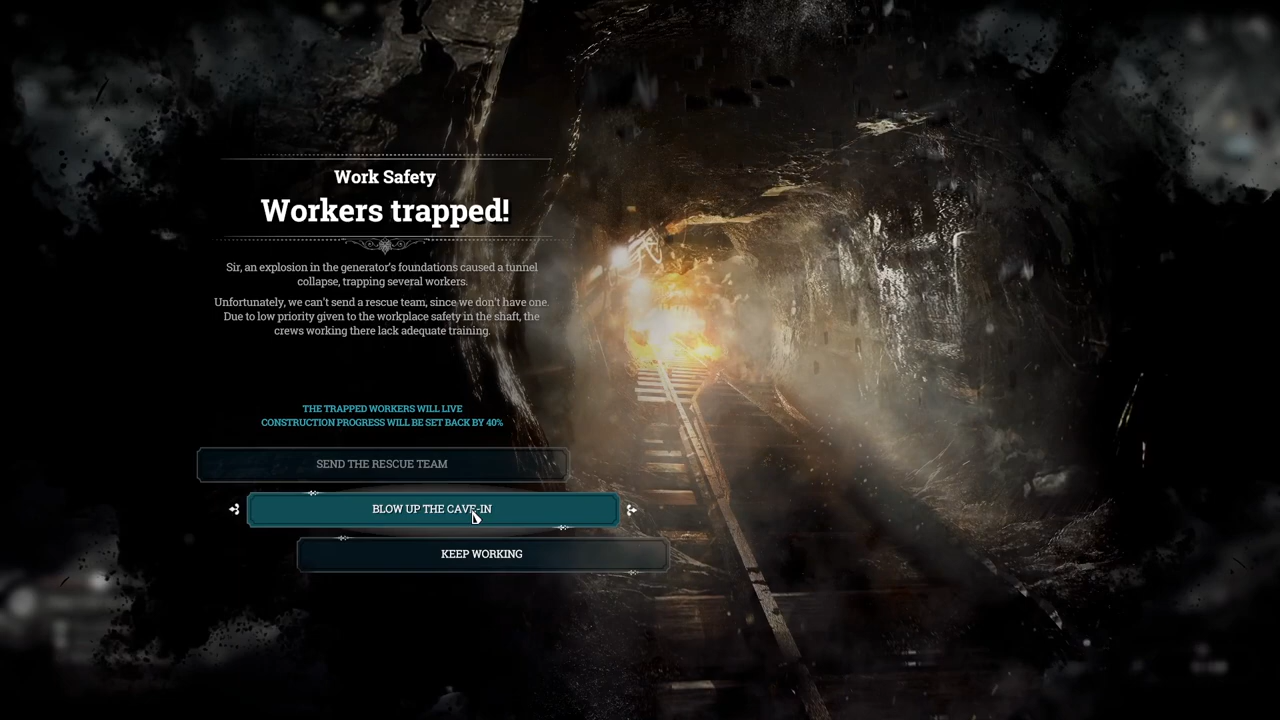 Work Safety
Workers trapped!
Sir, an explosion in the generator's foundations caused a tunnel
collapse, trapping several workers.
Unfortunately, we can't send a rescue team, since we don't have one.
Due to low priority given to the workplace safety in the shaft, the
crews working there lack adequate training.
THE TRAPPED WORKERS WILL LIVE
CONSTRUCTION PROGRESS WILL BE SET BACK BY 40%
SEND THE RESCUE TEAM
BLOW UP THE CAVE-IN
KEEP WORKING